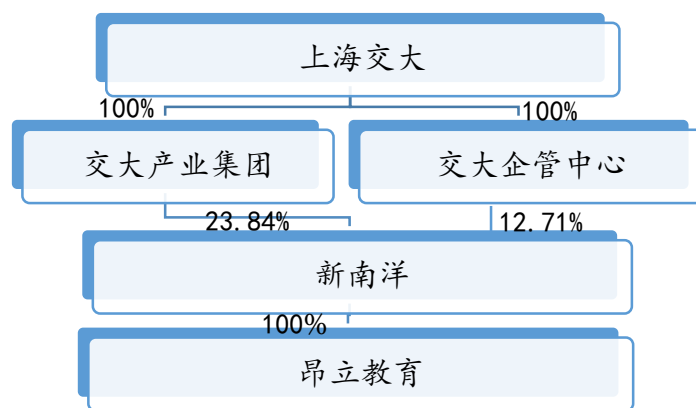 上海交大
100%
100%
交大产业集团
交大企管中心
23.84%
12.71%
新南洋
100%
昂立教育